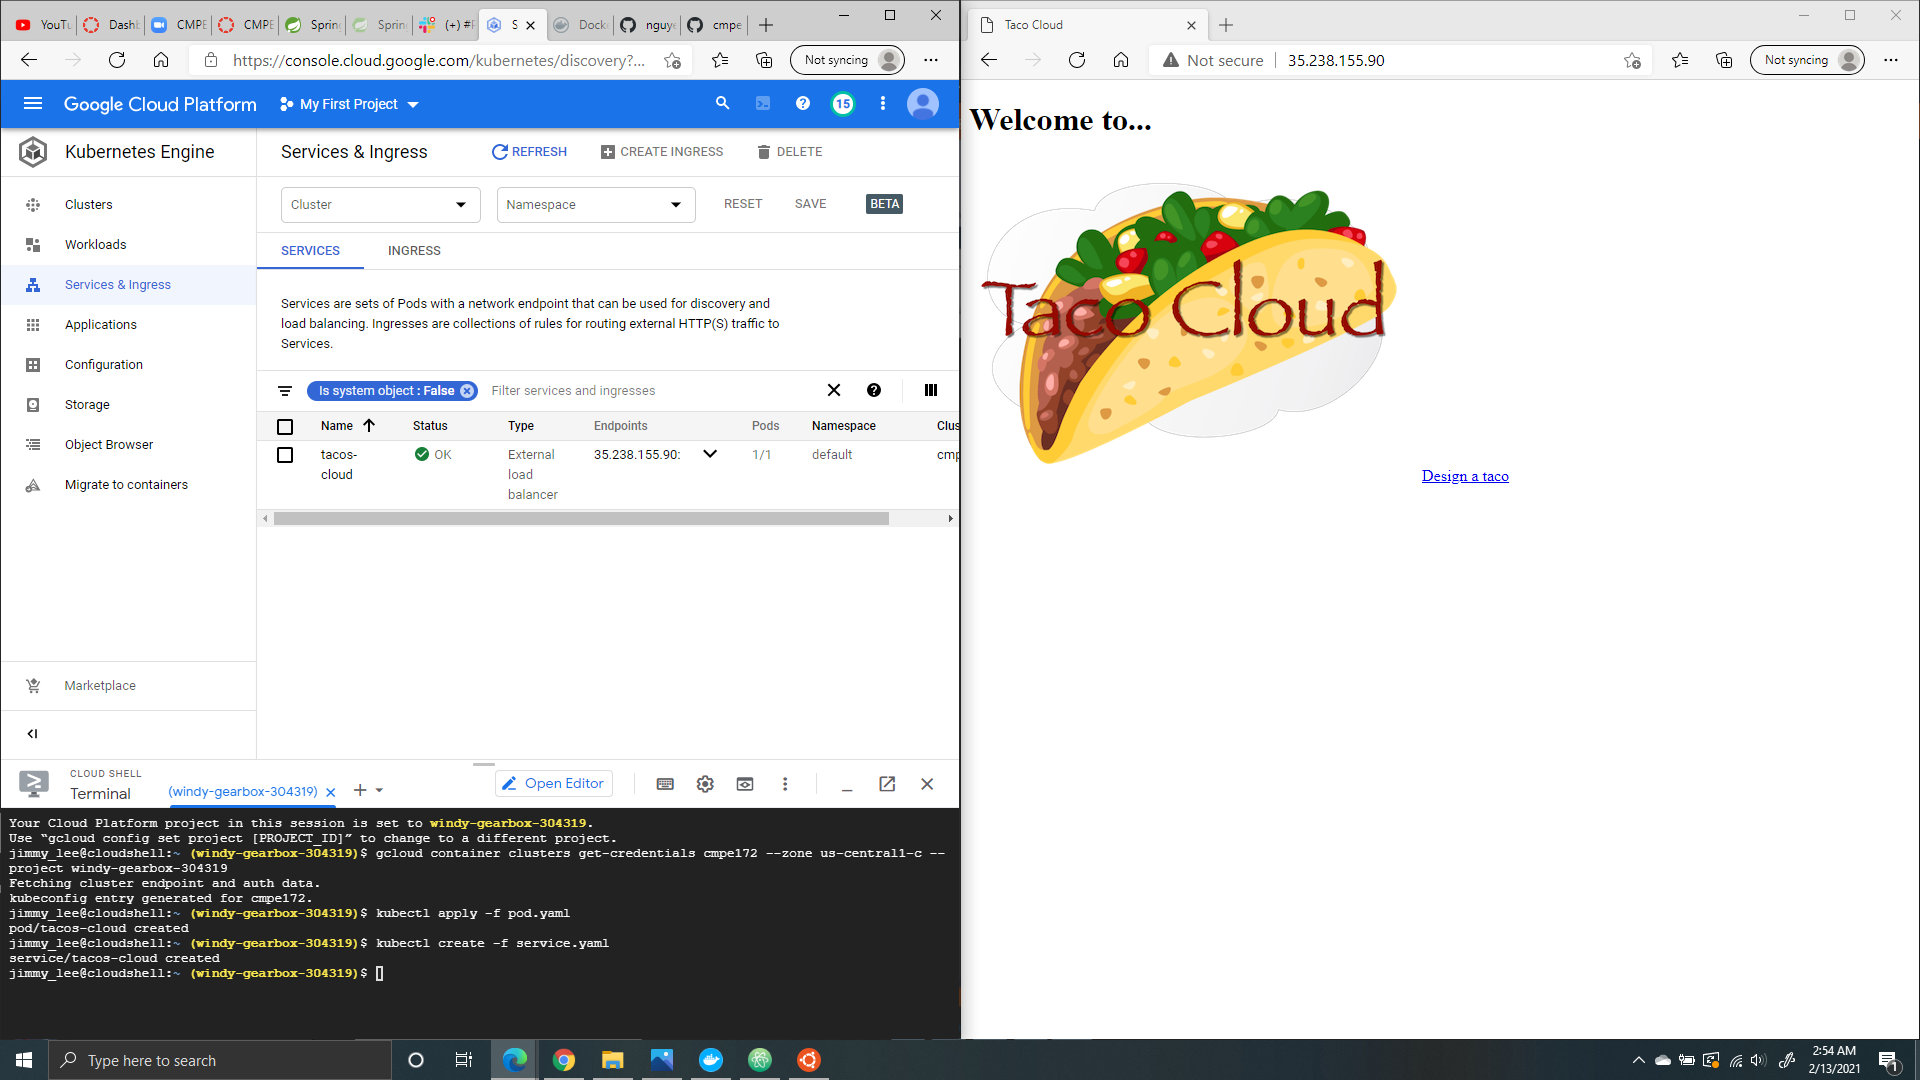 YouTu
Dashb
CMPE
CMPE
Spring
Spring
(+) #
S
Docke
nguye
cmpe
https://console.cloud.google.com/kubernetes/discovery?...
Not syncing
Google Cloud Platform
My First Project
15
Kubernetes Engine
Clusters
Workloads
Services & Ingress
Applications
Configuration
Storage
Object Browser
Migrate to containers
Marketplace
Services & Ingress
REFRESH
CREATE INGRESS
DELETE
Cluster
Namespace
RESET
SAVE
BETA
SERVICES
INGRESS
Services are sets of Pods with a network endpoint that can be used for discovery and
load balancing. Ingresses are collections of rules for routing external HTTP(S) traffic to
Services.
Is system object : False
Filter services and ingresses
Name Status Type Endpoints Pods Namespace Clus
tacos-cloud OK External load balancer 35.238.155.90: 1/1 default cmp
CLOUD SHELL
Terminal
(windy-gearbox-304319)
Open Editor
Your Cloud Platform project in this session is set to windy-gearbox-304319.
Use “gcloud config set project [PROJECT_ID]” to change to a different project.
jimmy_lee@cloudshell:~ (windy-gearbox-304319)$ gcloud container clusters get-credentials cmpe172 --zone us-central1-c --
project windy-gearbox-304319
Fetching cluster endpoint and auth data.
kubeconfig entry generated for cmpe172.
jimmy_lee@cloudshell:~ (windy-gearbox-304319)$ kubectl apply -f pod.yaml
pod/tacos-cloud created
jimmy_lee@cloudshell:~ (windy-gearbox-304319)$ kubectl create -f service.yaml
service/tacos-cloud created
jimmy_lee@cloudshell:~ (windy-gearbox-304319)$
Taco Cloud
Not secure
35.238.155.90
Not syncing
Welcome to...
Taco Cloud
Design a taco
Type here to search
2:54 AM
2/13/2021
1